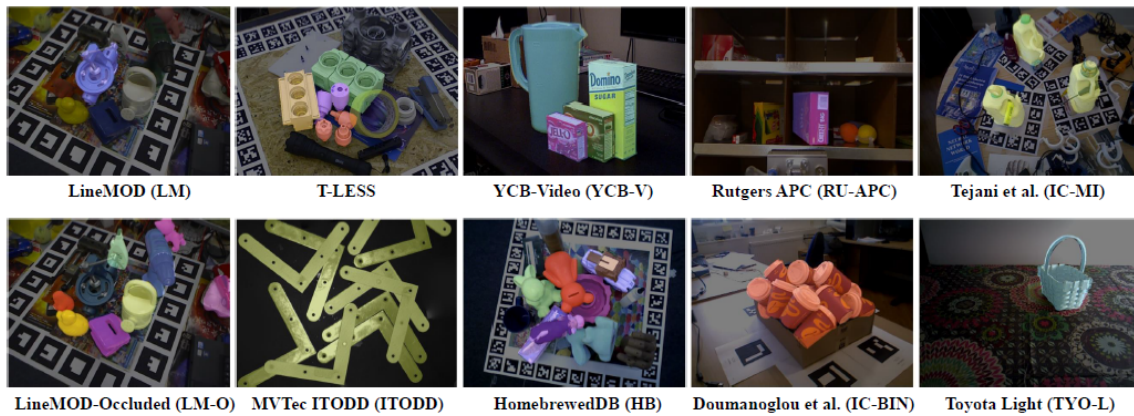 Domino
SUGAR
JELL-O
LineMOD (LM)
T-LESS
YCB-Video (YCB-V)
Rutgers APC (RU-APC)
Tejani et al. (IC-MI)
LineMOD-Occluded (LM-O)
MVTec ITODD (ITODD)
HomebrewedDB (HB)
Doumanoglou et al. (IC-BIN)
Toyota Light (TYO-L)